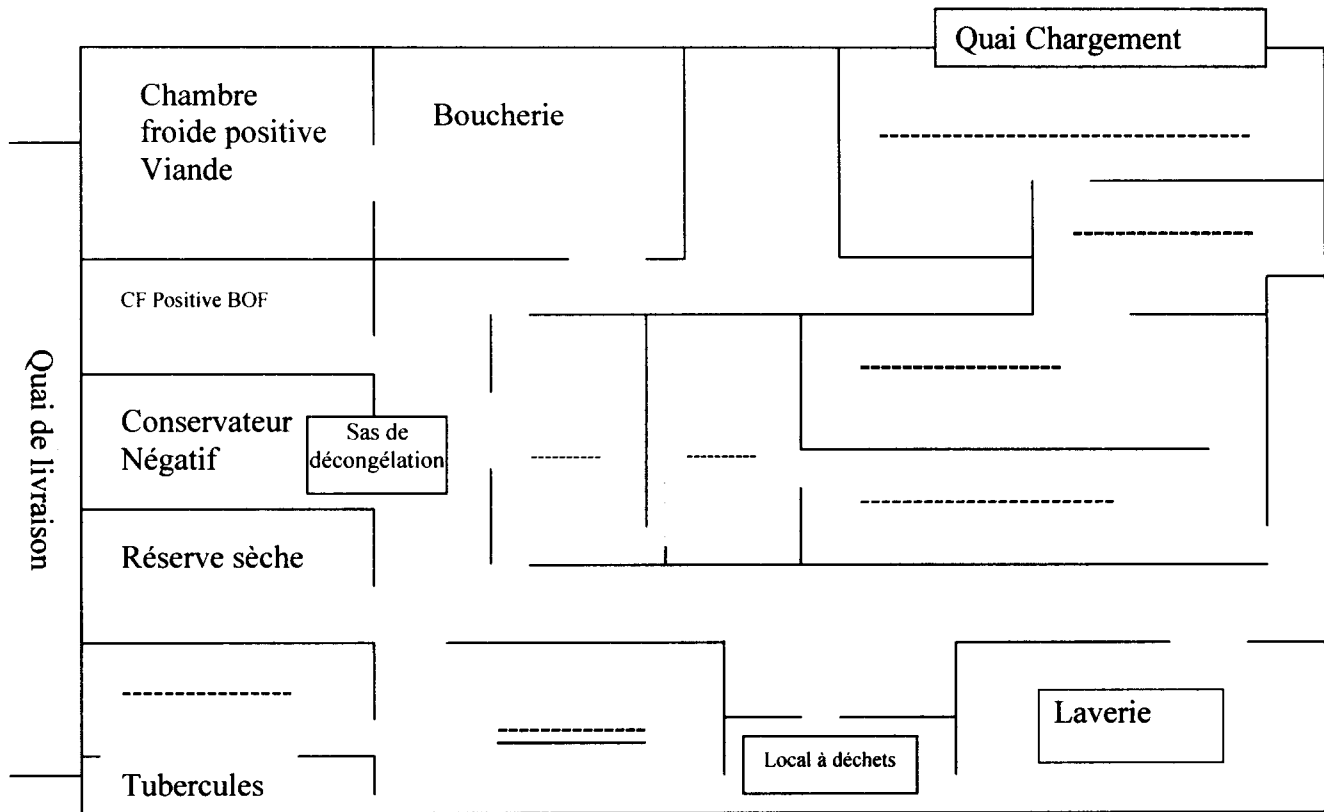 Quai Chargement
Chambre
froide positive
Viande
Boucherie
CF Positive BOF
Quai de livraison
Conservateur
Négatif
Sas de
décongélation
Réserve sèche
Tubercules
Local à déchets
Laverie